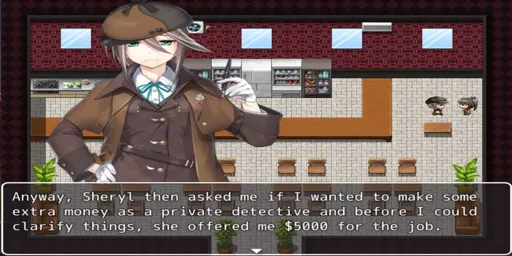 Anyway, Sheryl then asked me if I wanted to make some
extra money as a private detective and before I could
clarify things, she offered me $5000 for the job.